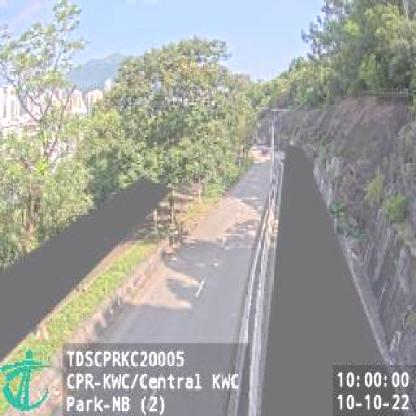 TDSCPRKC20005
CPR-KWC/Central KWC
Park-NB (2)
10:00:00
10-10-22